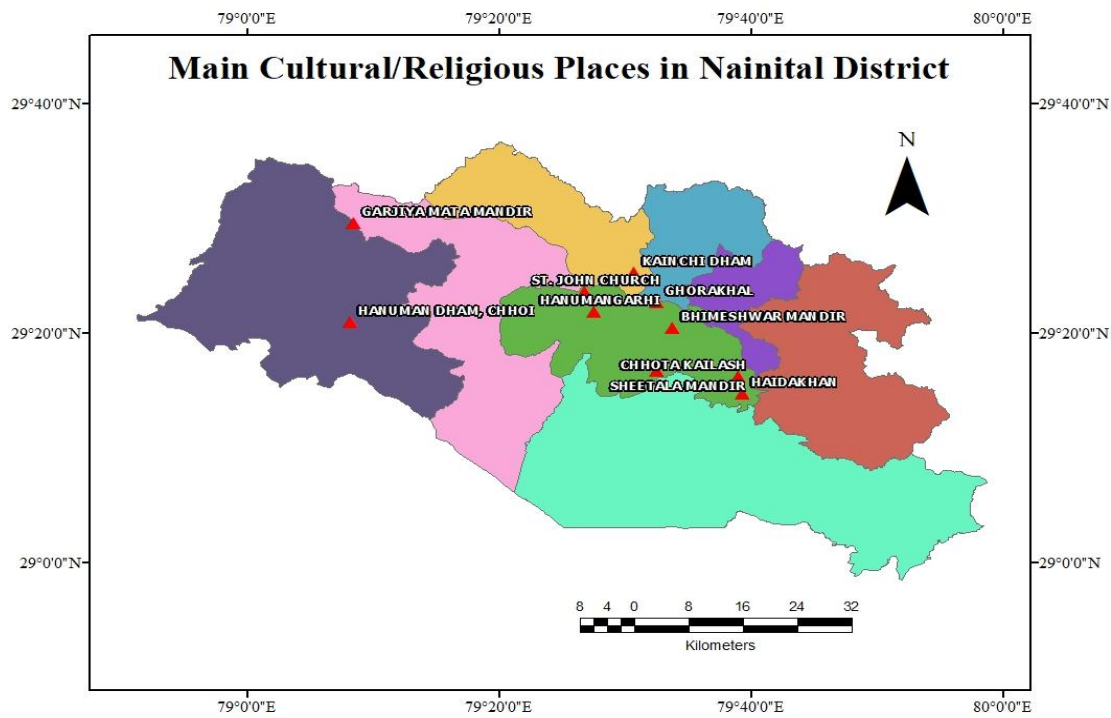 79°0'0"E 79°20'0"E 79°40'0"E 80°0'0"E
Main Cultural/Religious Places in Nainital District
29°40'0"N 29°40'0"N
N
GARJIYA MATA MANDIR
KAINCHI DHAM
ST. JOHN CHURCH
GHORAKHAL
HANUMANGARHI
HANUMAN DHAM, CHHOI
BHIMESHWAR MANDIR
29°20'0"N 29°20'0"N
CHHOTA KAILASH
SHEETALA MANDIR
HAIDAKHAN
29°0'0"N 29°0'0"N
8 4 0 8 16 24 32
Kilometers
79°0'0"E 79°20'0"E 79°40'0"E 80°0'0"E